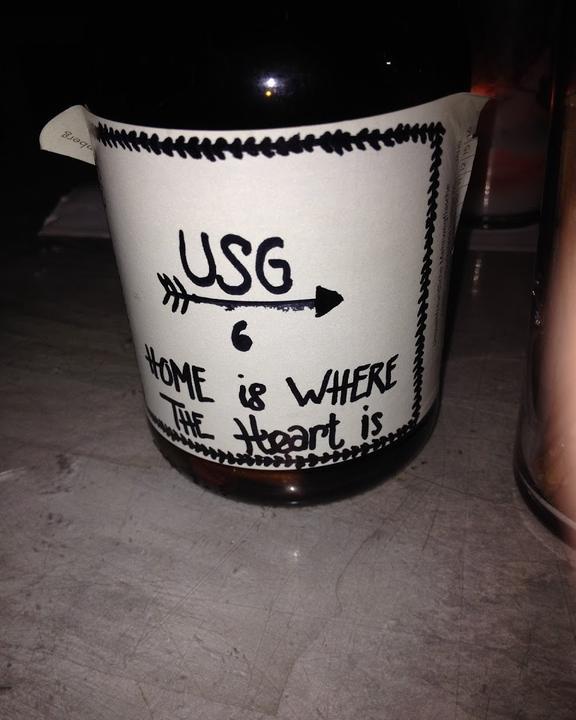 USG
6
HOME is WHERE
THE Heart is